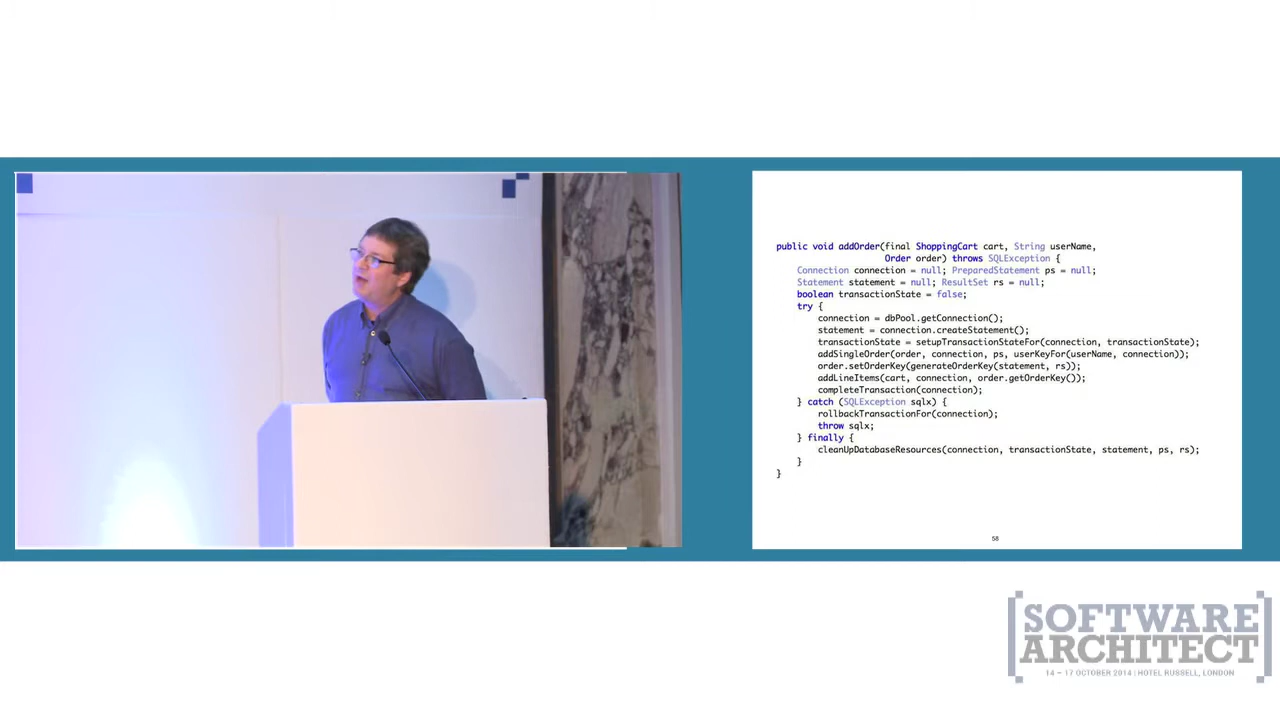 public void addOrder(final ShoppingCart cart, String userName,
Order order) throws SQLException {
Connection connection = null; PreparedStatement ps = null;
Statement statement = null; ResultSet rs = null;
boolean transactionState = false;
try {
connection = dbPool.getConnection();
statement = connection.createStatement();
transactionState = setupTransactionStateFor(connection, transactionState);
addSingleOrder(order, connection, ps, userKeyFor(userName, connection));
order.setOrderKey(generateOrderKey(statement, rs));
addLineItems(cart, connection, order.getOrderKey());
completeTransaction(connection);
} catch (SQLException sqlx) {
rollbackTransactionFor(connection);
throw sqlx;
} finally {
cleanUpDatabaseResources(connection, transactionState, statement, ps, rs);
}
}
58
[SOFTWARE
ARCHITECT]
14 – 17 OCTOBER 2014 | HOTEL RUSSELL, LONDON